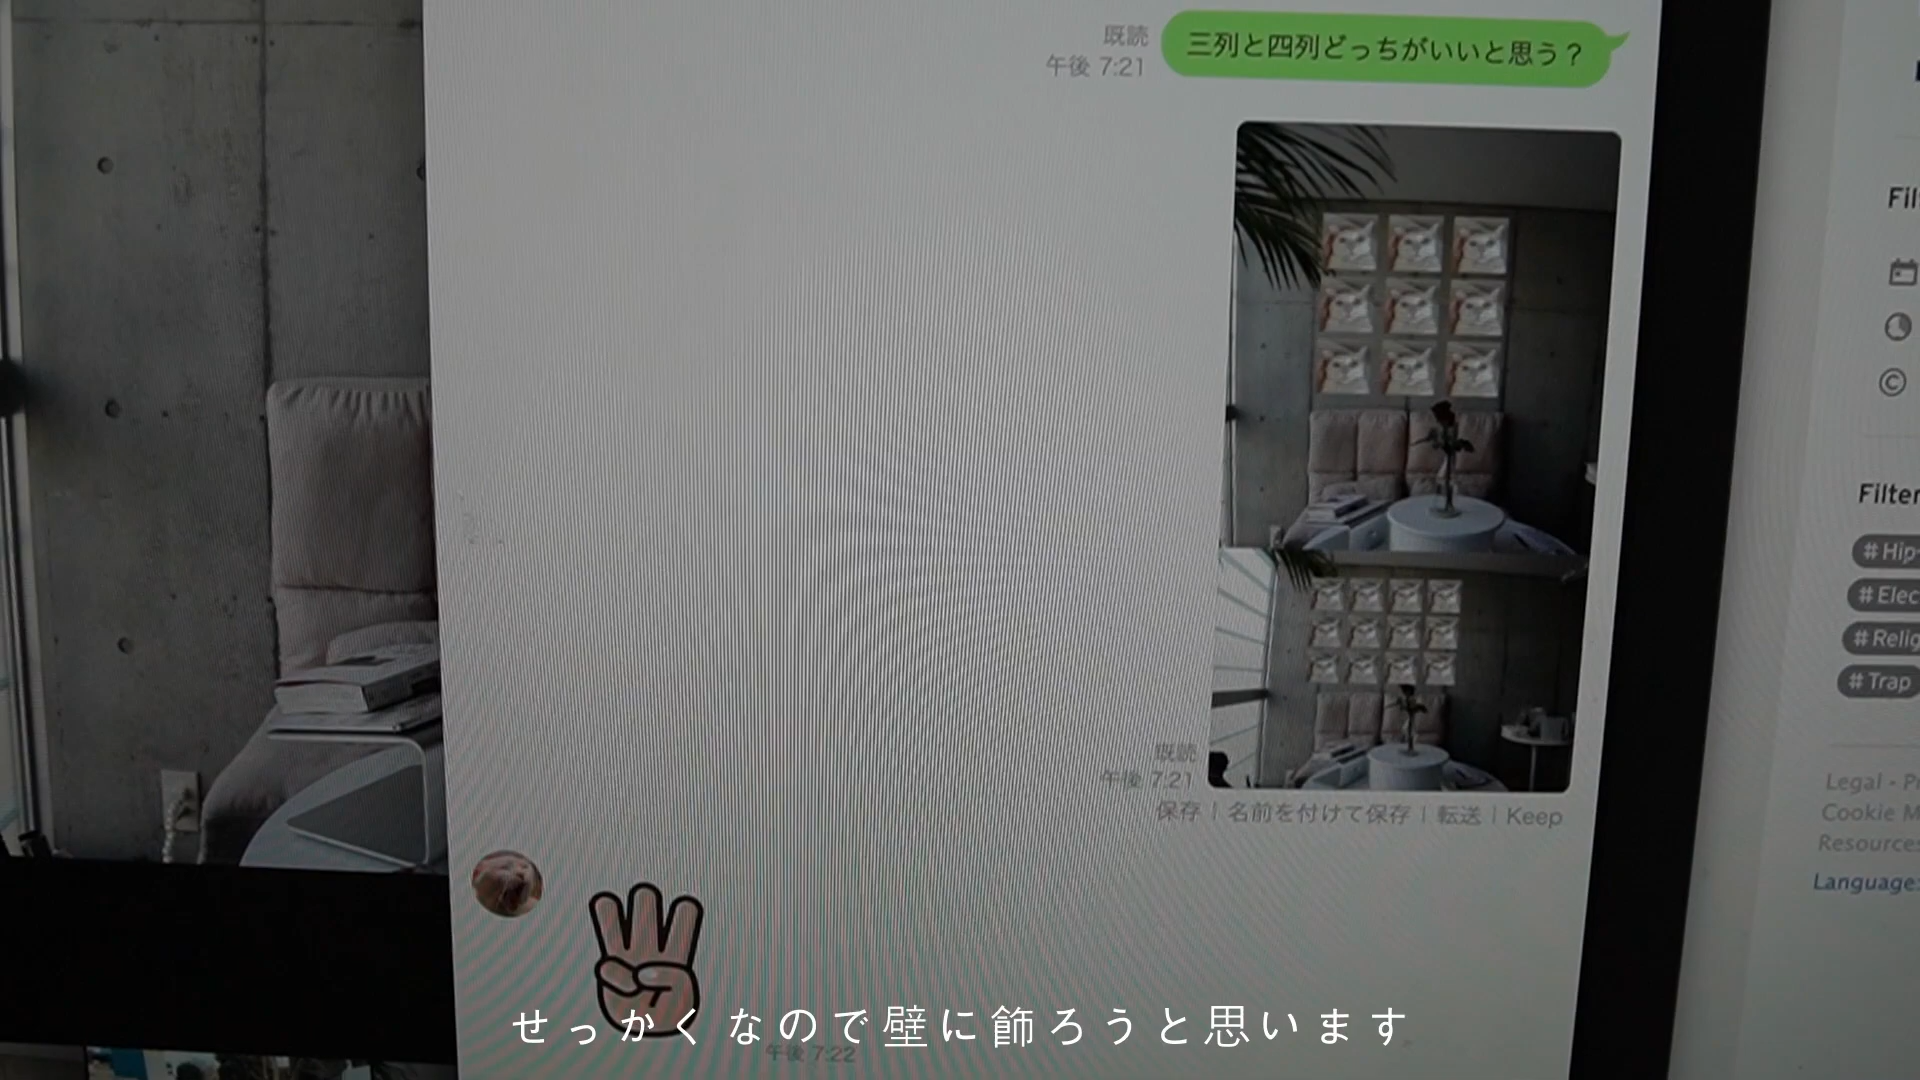 三列と四列どっちがいいと思う?
既読
午後 7:21
既読
午後 7:21
保存 | 名前を付けて保存 | 転送 | Keep
午後 7:22
せっかくなので壁に飾ろうと思います
Filter
# Hip-
# Elec
# Relig
# Trap
Legal -
Cookie
Resources
Language: